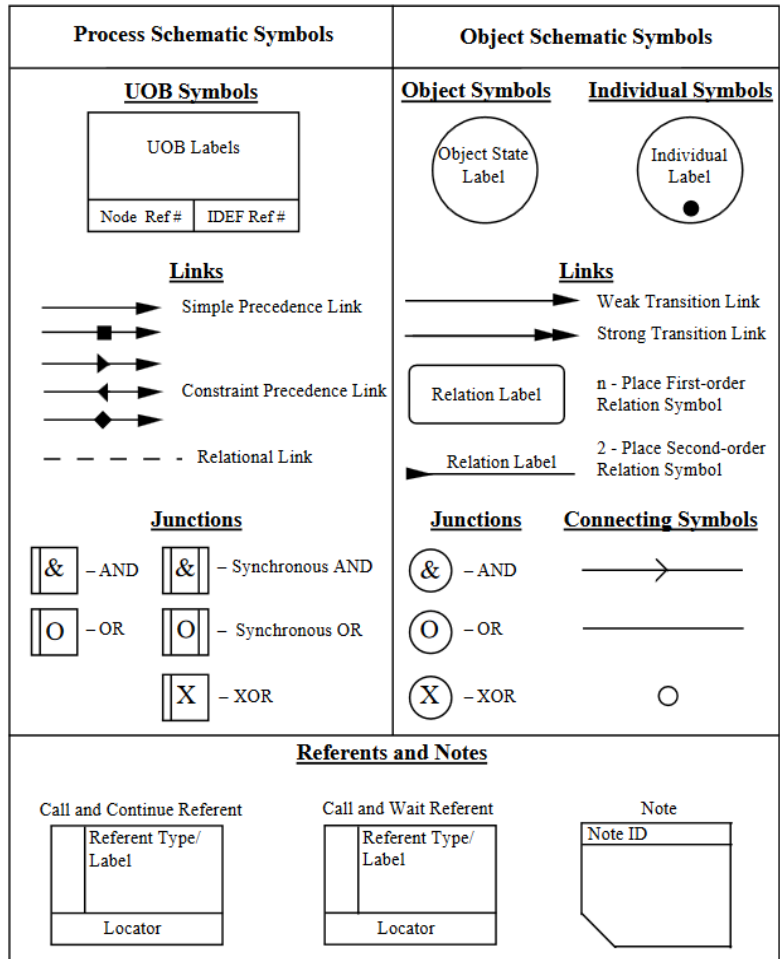 Process Schematic Symbols
Object Schematic Symbols
UOB Symbols
UOB Labels
Node Ref #
IDEF Ref #
Links
Simple Precedence Link
Constraint Precedence Link
Relational Link
Junctions
&
– AND
&
– Synchronous AND
O
– OR
O
– Synchronous OR
X
– XOR
Object Symbols
Individual Symbols
Object State
Label
Individual
Label
Links
Weak Transition Link
Strong Transition Link
Relation Label
n - Place First-order
Relation Symbol
Relation Label
2 - Place Second-order
Relation Symbol
Junctions
Connecting Symbols
&
– AND
O
– OR
X
– XOR
Referents and Notes
Call and Continue Referent
Referent Type/
Label
Locator
Call and Wait Referent
Referent Type/
Label
Locator
Note
Note ID